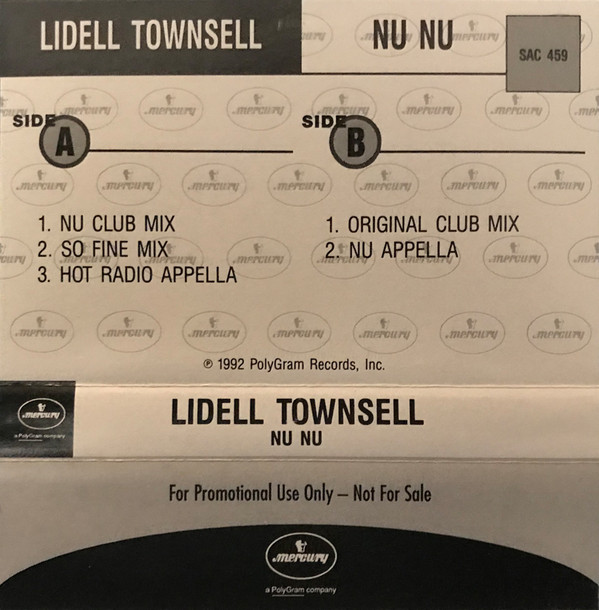 LIDELL TOWNSELL
NU NU
SAC 459
SIDE A
1. NU CLUB MIX
2. SO FINE MIX
3. HOT RADIO APPELLA
SIDE B
1. ORIGINAL CLUB MIX
2. NU APPELLA
℗ 1992 PolyGram Records, Inc.
mercury
a PolyGram company
LIDELL TOWNSELL
NU NU
For Promotional Use Only – Not For Sale
mercury
a PolyGram company